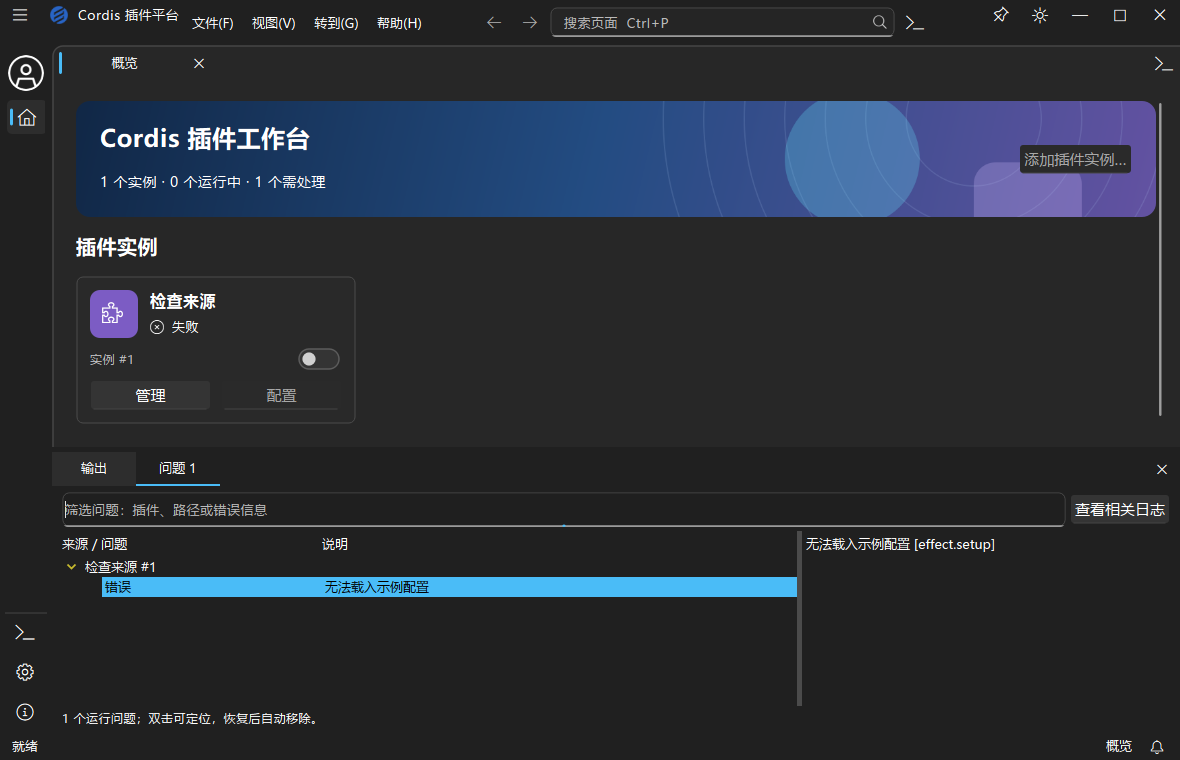 Cordis 插件平台 文件(F) 视图(V) 转到(G) 帮助(H) 搜索页面 Ctrl+P
概览
Cordis 插件工作台
1 个实例 · 0 个运行中 · 1 个需处理
添加插件实例...
插件实例
检查来源
失败
实例 #1
管理 配置
输出 问题 1
筛选问题：插件、路径或错误信息 查看相关日志
来源 / 问题 说明 无法载入示例配置 [effect.setup]
检查来源 #1
错误 无法载入示例配置
1 个运行问题；双击可定位，恢复后自动移除。
就绪 概览